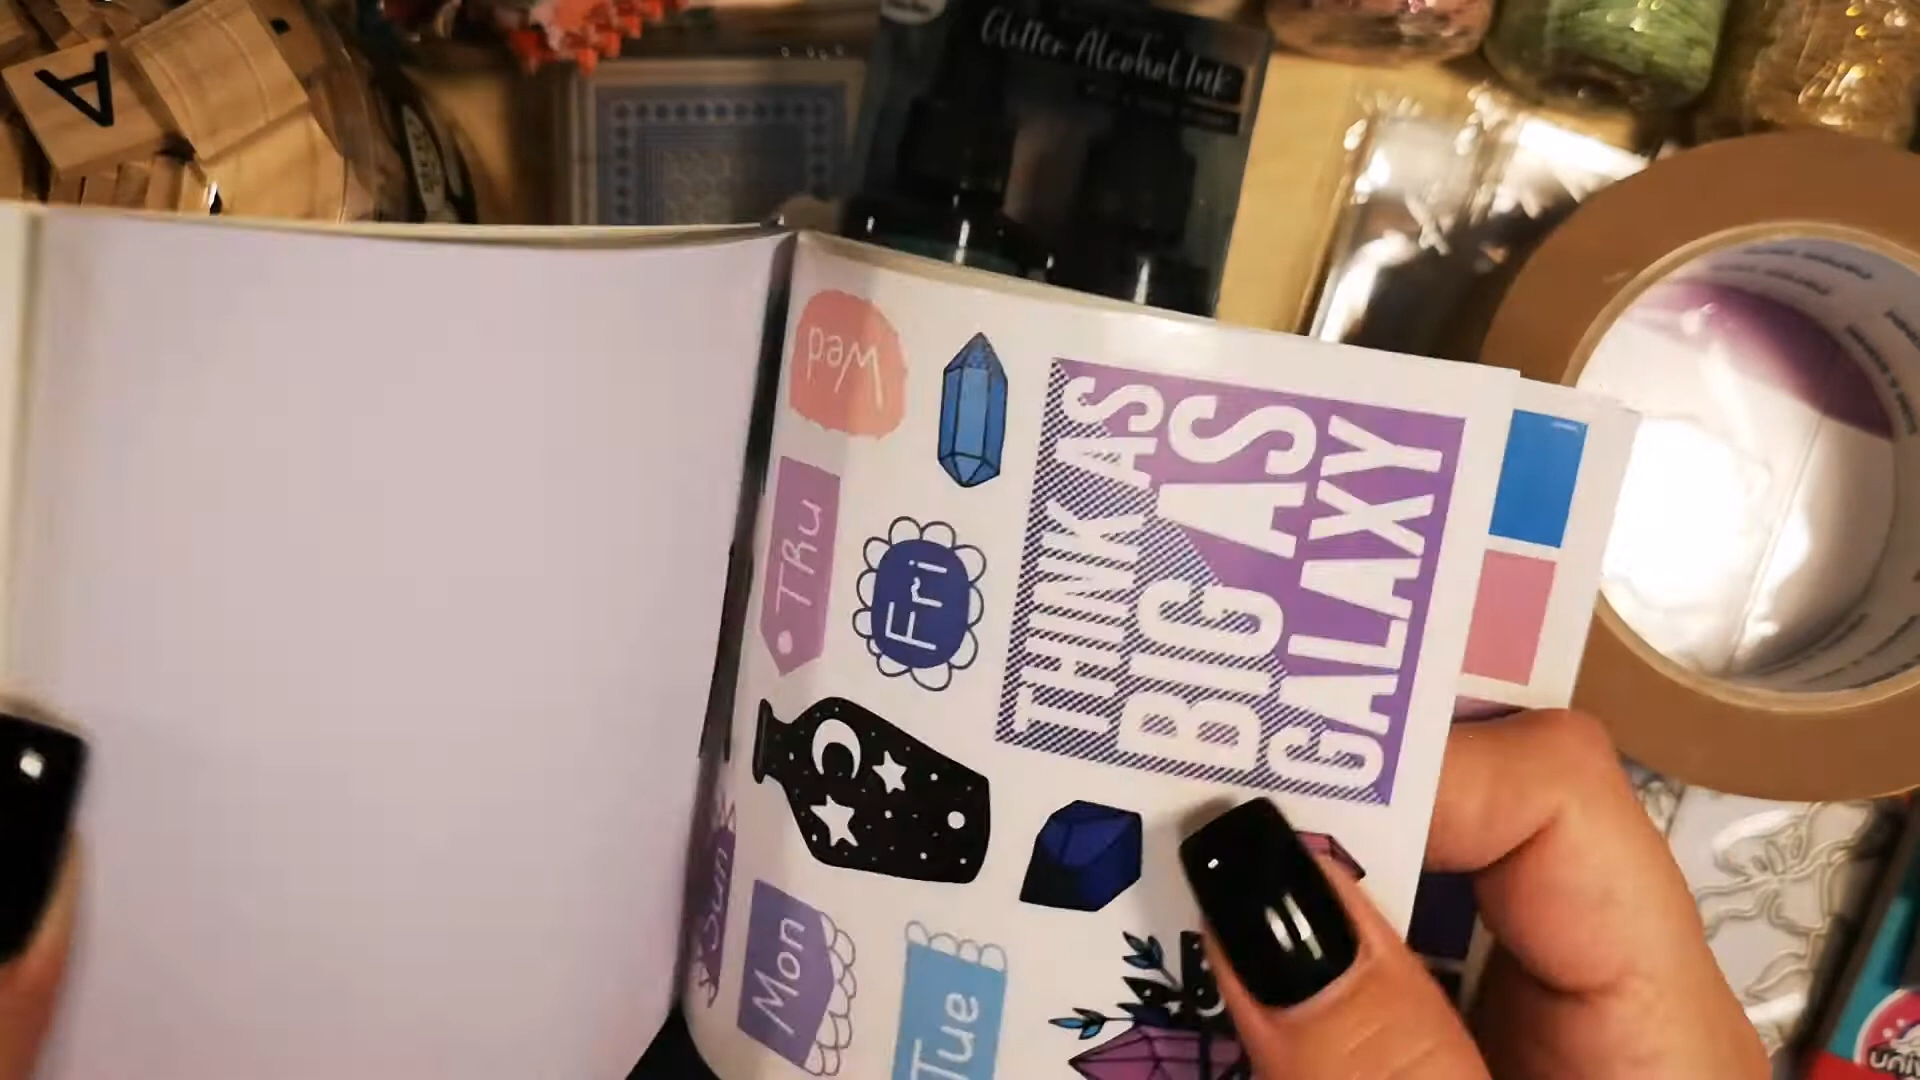 A
Glitter Alcohol Ink
Wed
Thu
Fri
THINK AS
BIG AS
GALAXY
Sun
Mon
Tue